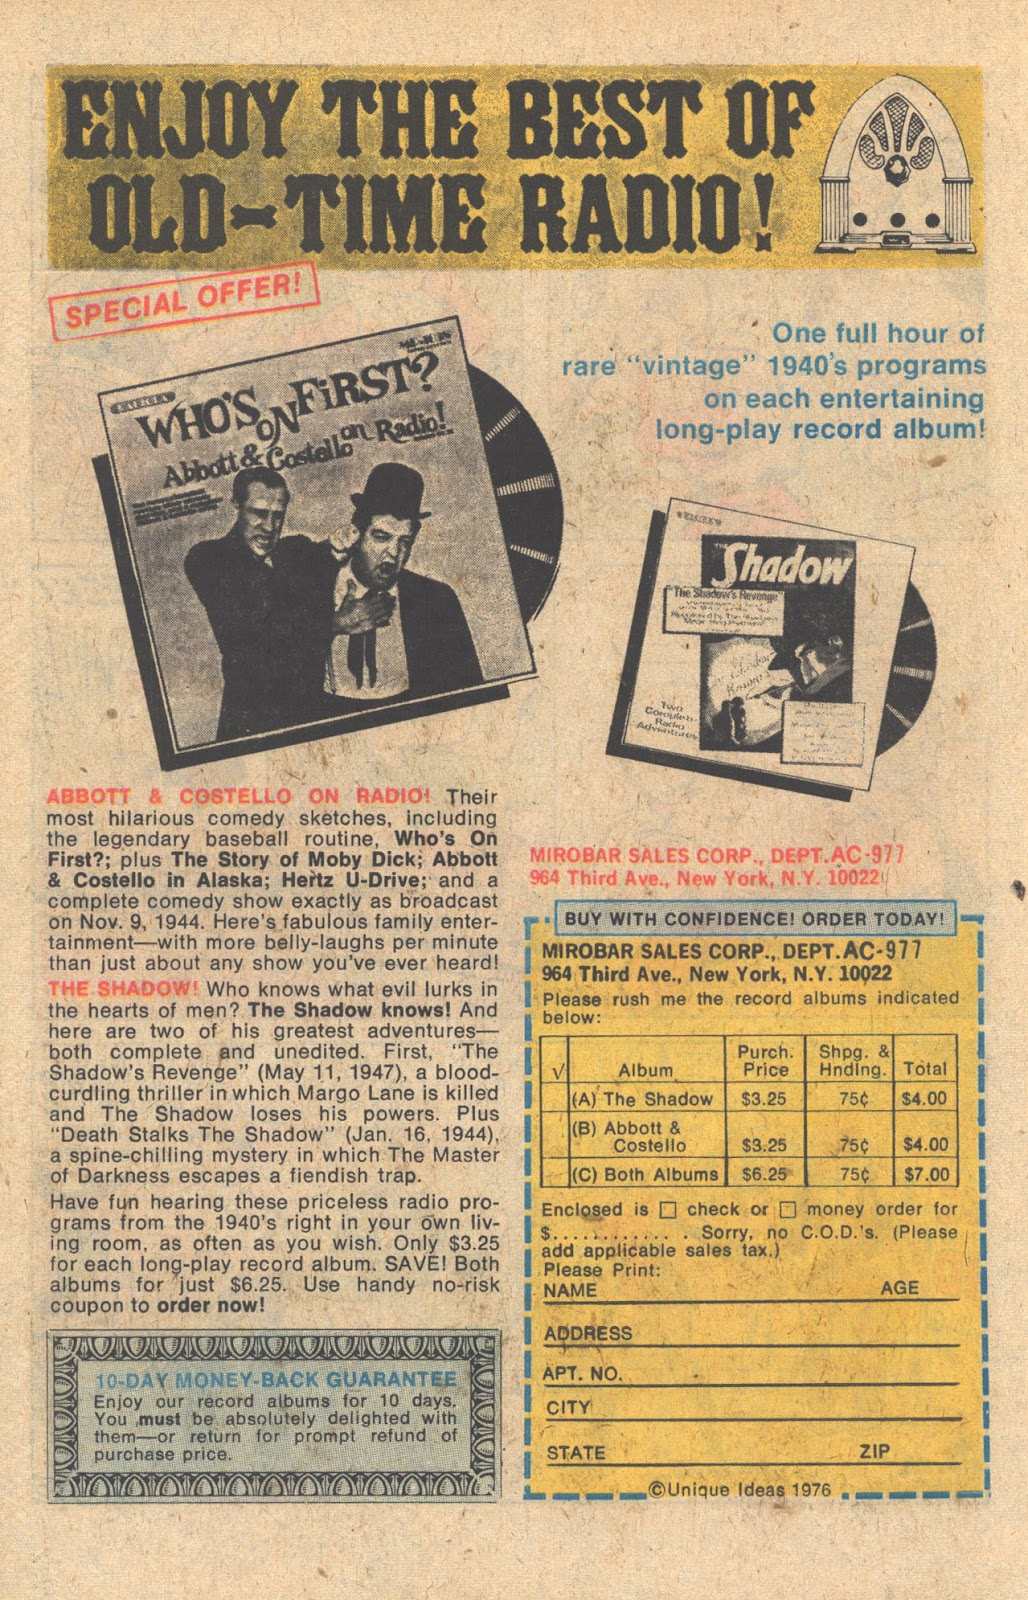 ENJOY THE BEST OF
OLD-TIME RADIO!
SPECIAL OFFER!
One full hour of
rare "vintage" 1940's programs
on each entertaining
long-play record album!
WHO'S ON FIRST?
Abbott & Costello on Radio!
The Shadow
"The Shadow's Revenge"
Two
Complete
Radio
Adventures
ABBOTT & COSTELLO ON RADIO! Their
most hilarious comedy sketches, including
the legendary baseball routine, Who's On
First?; plus The Story of Moby Dick; Abbott
& Costello in Alaska; Hertz U-Drive; and a
complete comedy show exactly as broadcast
on Nov. 9, 1944. Here's fabulous family enter-
tainment—with more belly-laughs per minute
than just about any show you've ever heard!
THE SHADOW! Who knows what evil lurks in
the hearts of men? The Shadow knows! And
here are two of his greatest adventures—
both complete and unedited. First, "The
Shadow's Revenge" (May 11, 1947), a blood-
curdling thriller in which Margo Lane is killed
and The Shadow loses his powers. Plus
"Death Stalks The Shadow" (Jan. 16, 1944),
a spine-chilling mystery in which The Master
of Darkness escapes a fiendish trap.
Have fun hearing these priceless radio pro-
grams from the 1940's right in your own liv-
ing room, as often as you wish. Only $3.25
for each long-play record album. SAVE! Both
albums for just $6.25. Use handy no-risk
coupon to order now!
10-DAY MONEY-BACK GUARANTEE
Enjoy our record albums for 10 days.
You must be absolutely delighted with
them—or return for prompt refund of
purchase price.
MIROBAR SALES CORP., DEPT. AC-977
964 Third Ave., New York, N.Y. 10022
BUY WITH CONFIDENCE! ORDER TODAY!
MIROBAR SALES CORP., DEPT. AC-977
964 Third Ave., New York, N.Y. 10022
Please rush me the record albums indicated
below:
√ Album Purch. Price Shpg. & Hndlng. Total
(A) The Shadow $3.25 75¢ $4.00
(B) Abbott &
Costello $3.25 75¢ $4.00
(C) Both Albums $6.25 75¢ $7.00
Enclosed is □ check or □ money order for
$............. Sorry, no C.O.D.'s. (Please
add applicable sales tax.)
Please Print:
NAME AGE
ADDRESS
APT. NO.
CITY
STATE ZIP
©Unique Ideas 1976